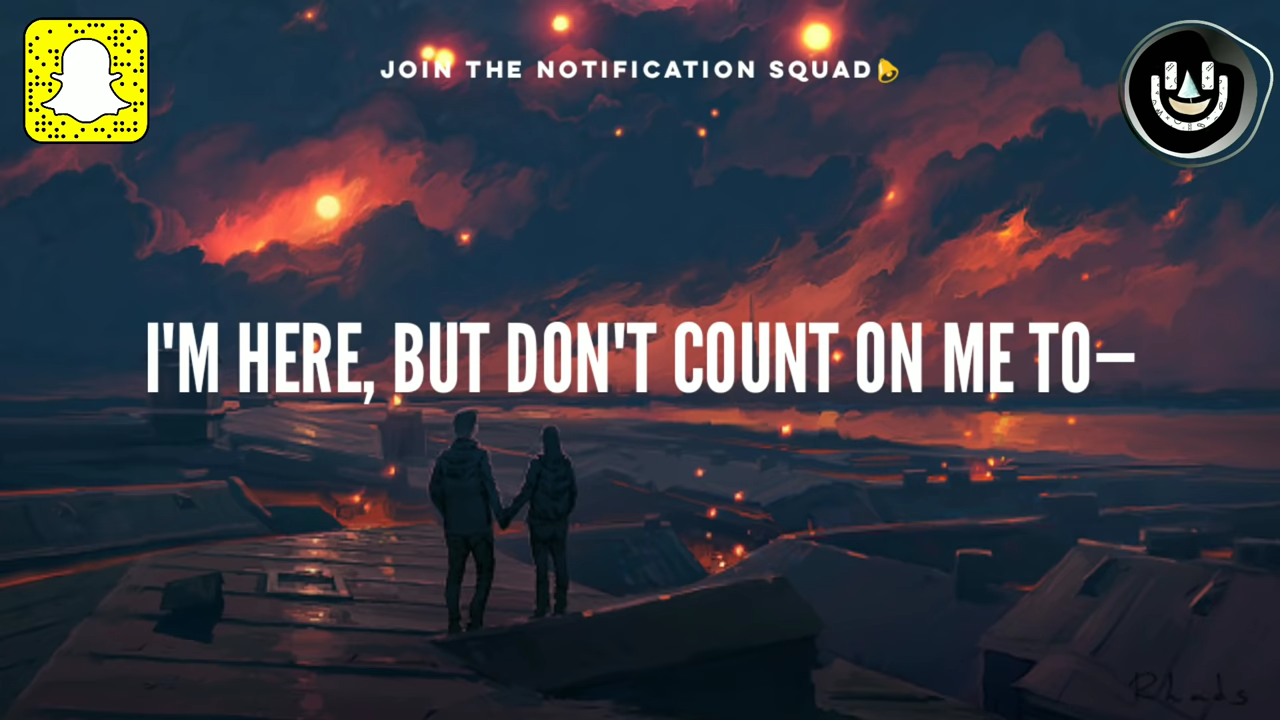 JOIN THE NOTIFICATION SQUAD🔔
I'M HERE, BUT DON'T COUNT ON ME TO—